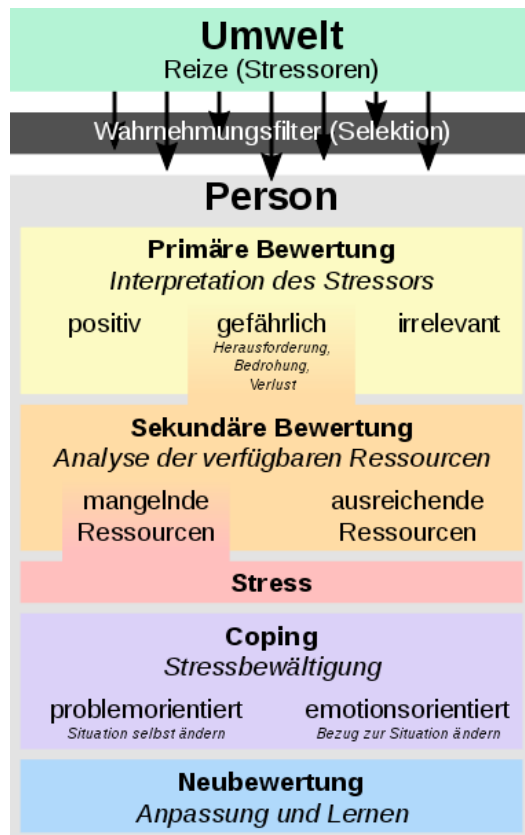 Umwelt
Reize (Stressoren)
Wahrnehmungsfilter (Selektion)
Person
Primäre Bewertung
Interpretation des Stressors
positiv gefährlich irrelevant
Herausforderung,
Bedrohung,
Verlust
Sekundäre Bewertung
Analyse der verfügbaren Ressourcen
mangelnde ausreichende
Ressourcen Ressourcen
Stress
Coping
Stressbewältigung
problemorientiert emotionsorientiert
Situation selbst ändern Bezug zur Situation ändern
Neubewertung
Anpassung und Lernen